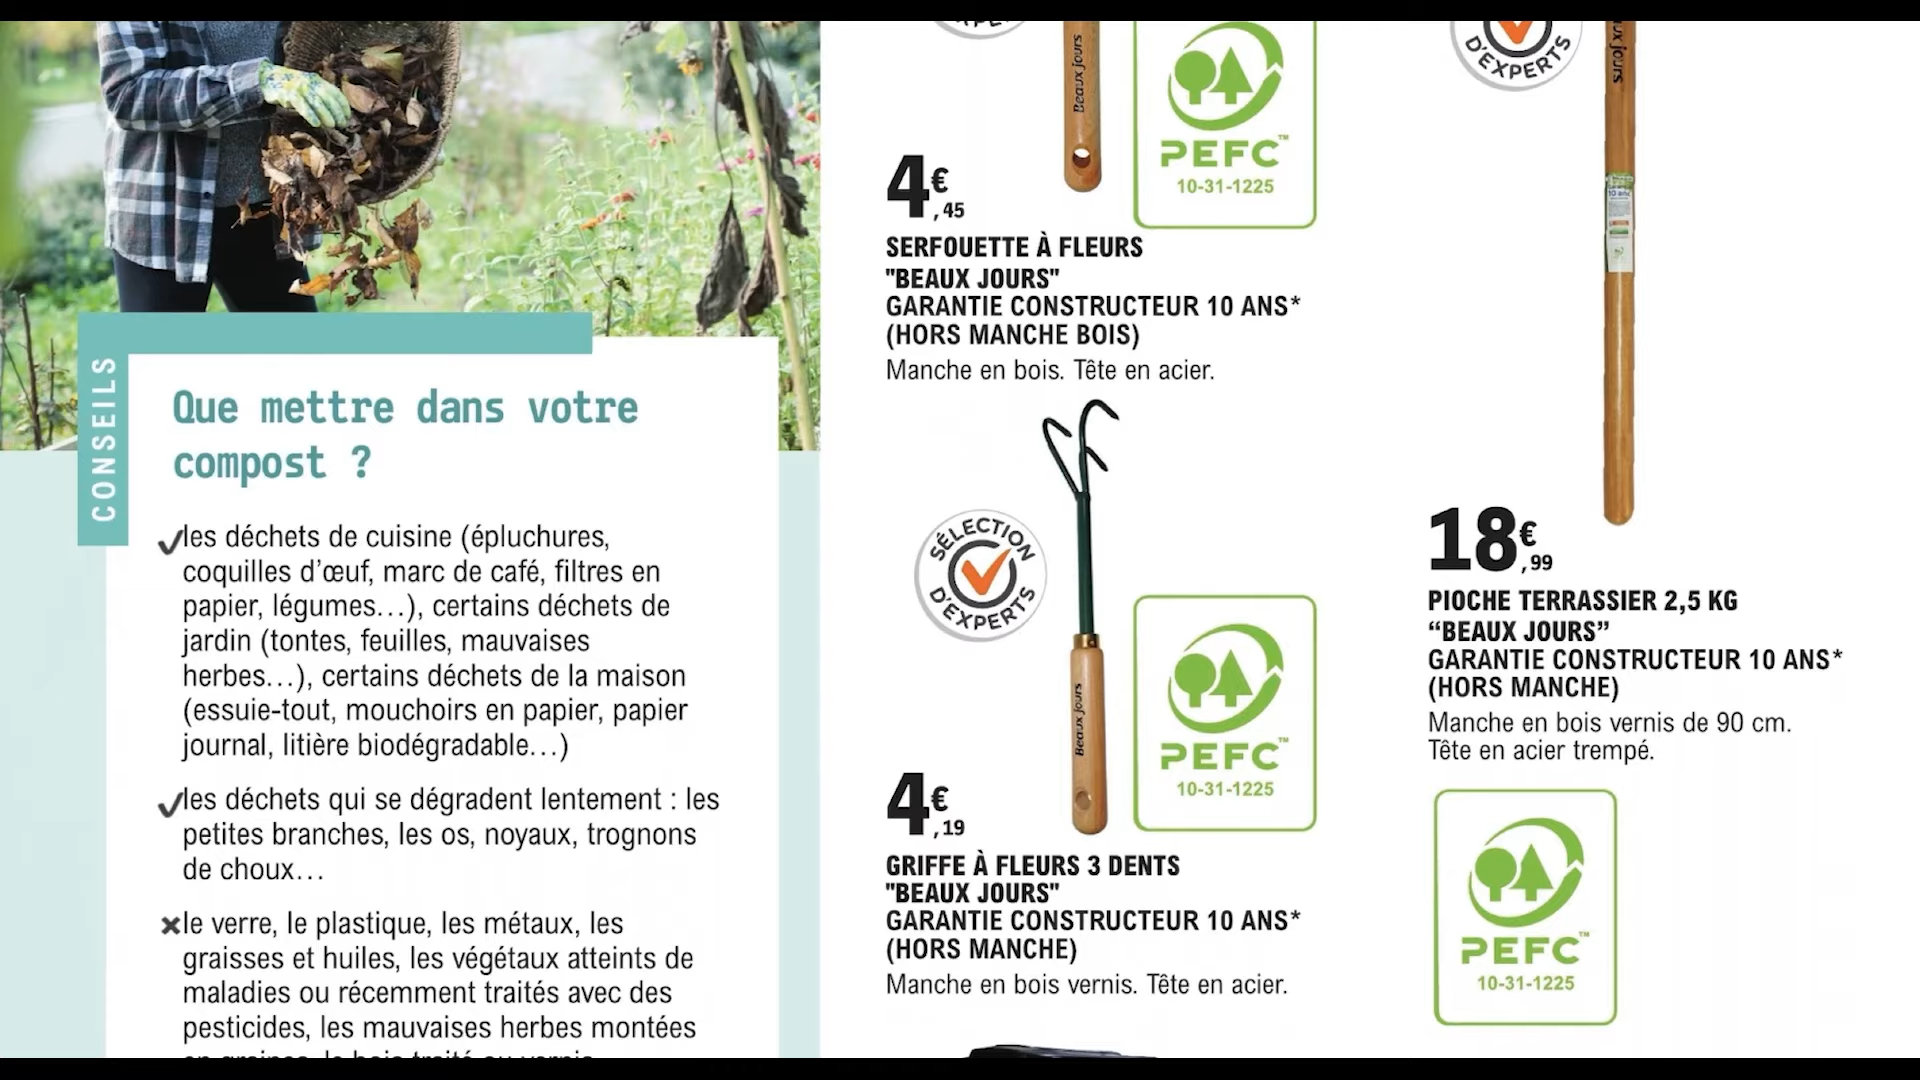 CONSEILS
Que mettre dans votre
compost ?
les déchets de cuisine (épluchures,
coquilles d’œuf, marc de café, filtres en
papier, légumes…), certains déchets de
jardin (tontes, feuilles, mauvaises
herbes…), certains déchets de la maison
(essuie-tout, mouchoirs en papier, papier
journal, litière biodégradable…)
les déchets qui se dégradent lentement : les
petites branches, les os, noyaux, trognons
de choux…
le verre, le plastique, les métaux, les
graisses et huiles, les végétaux atteints de
maladies ou récemment traités avec des
pesticides, les mauvaises herbes montées
Beaux jours
PEFC™
10-31-1225
4€,45
SERFOUETTE À FLEURS
"BEAUX JOURS"
GARANTIE CONSTRUCTEUR 10 ANS*
(HORS MANCHE BOIS)
Manche en bois. Tête en acier.
SÉLECTION
D'EXPERTS
Beaux jours
PEFC™
10-31-1225
4€,19
GRIFFE À FLEURS 3 DENTS
"BEAUX JOURS"
GARANTIE CONSTRUCTEUR 10 ANS*
(HORS MANCHE)
Manche en bois vernis. Tête en acier.
D'EXPERTS
jours
18€,99
PIOCHE TERRASSIER 2,5 KG
“BEAUX JOURS”
GARANTIE CONSTRUCTEUR 10 ANS*
(HORS MANCHE)
Manche en bois vernis de 90 cm.
Tête en acier trempé.
PEFC™
10-31-1225